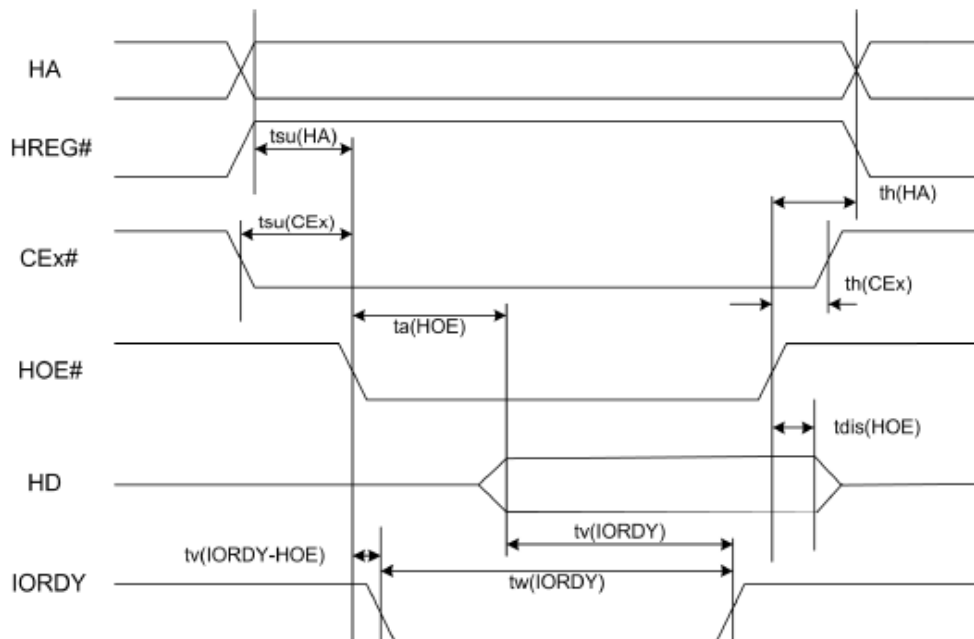 HA
tsu(HA)
HREG#
th(HA)
tsu(CEx)
CEx#
th(CEx)
ta(HOE)
HOE#
tdis(HOE)
HD
tv(IORDY)
tv(IORDY-HOE)
tw(IORDY)
IORDY